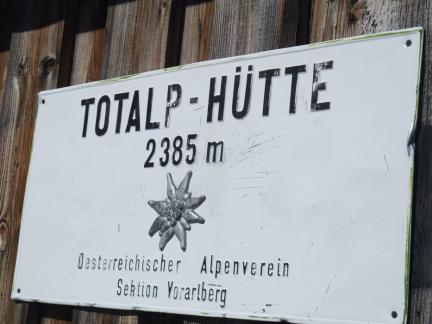 TOTALP-HÜTTE
2385 m
Oesterreichischer Alpenverein
Sektion Vorarlberg